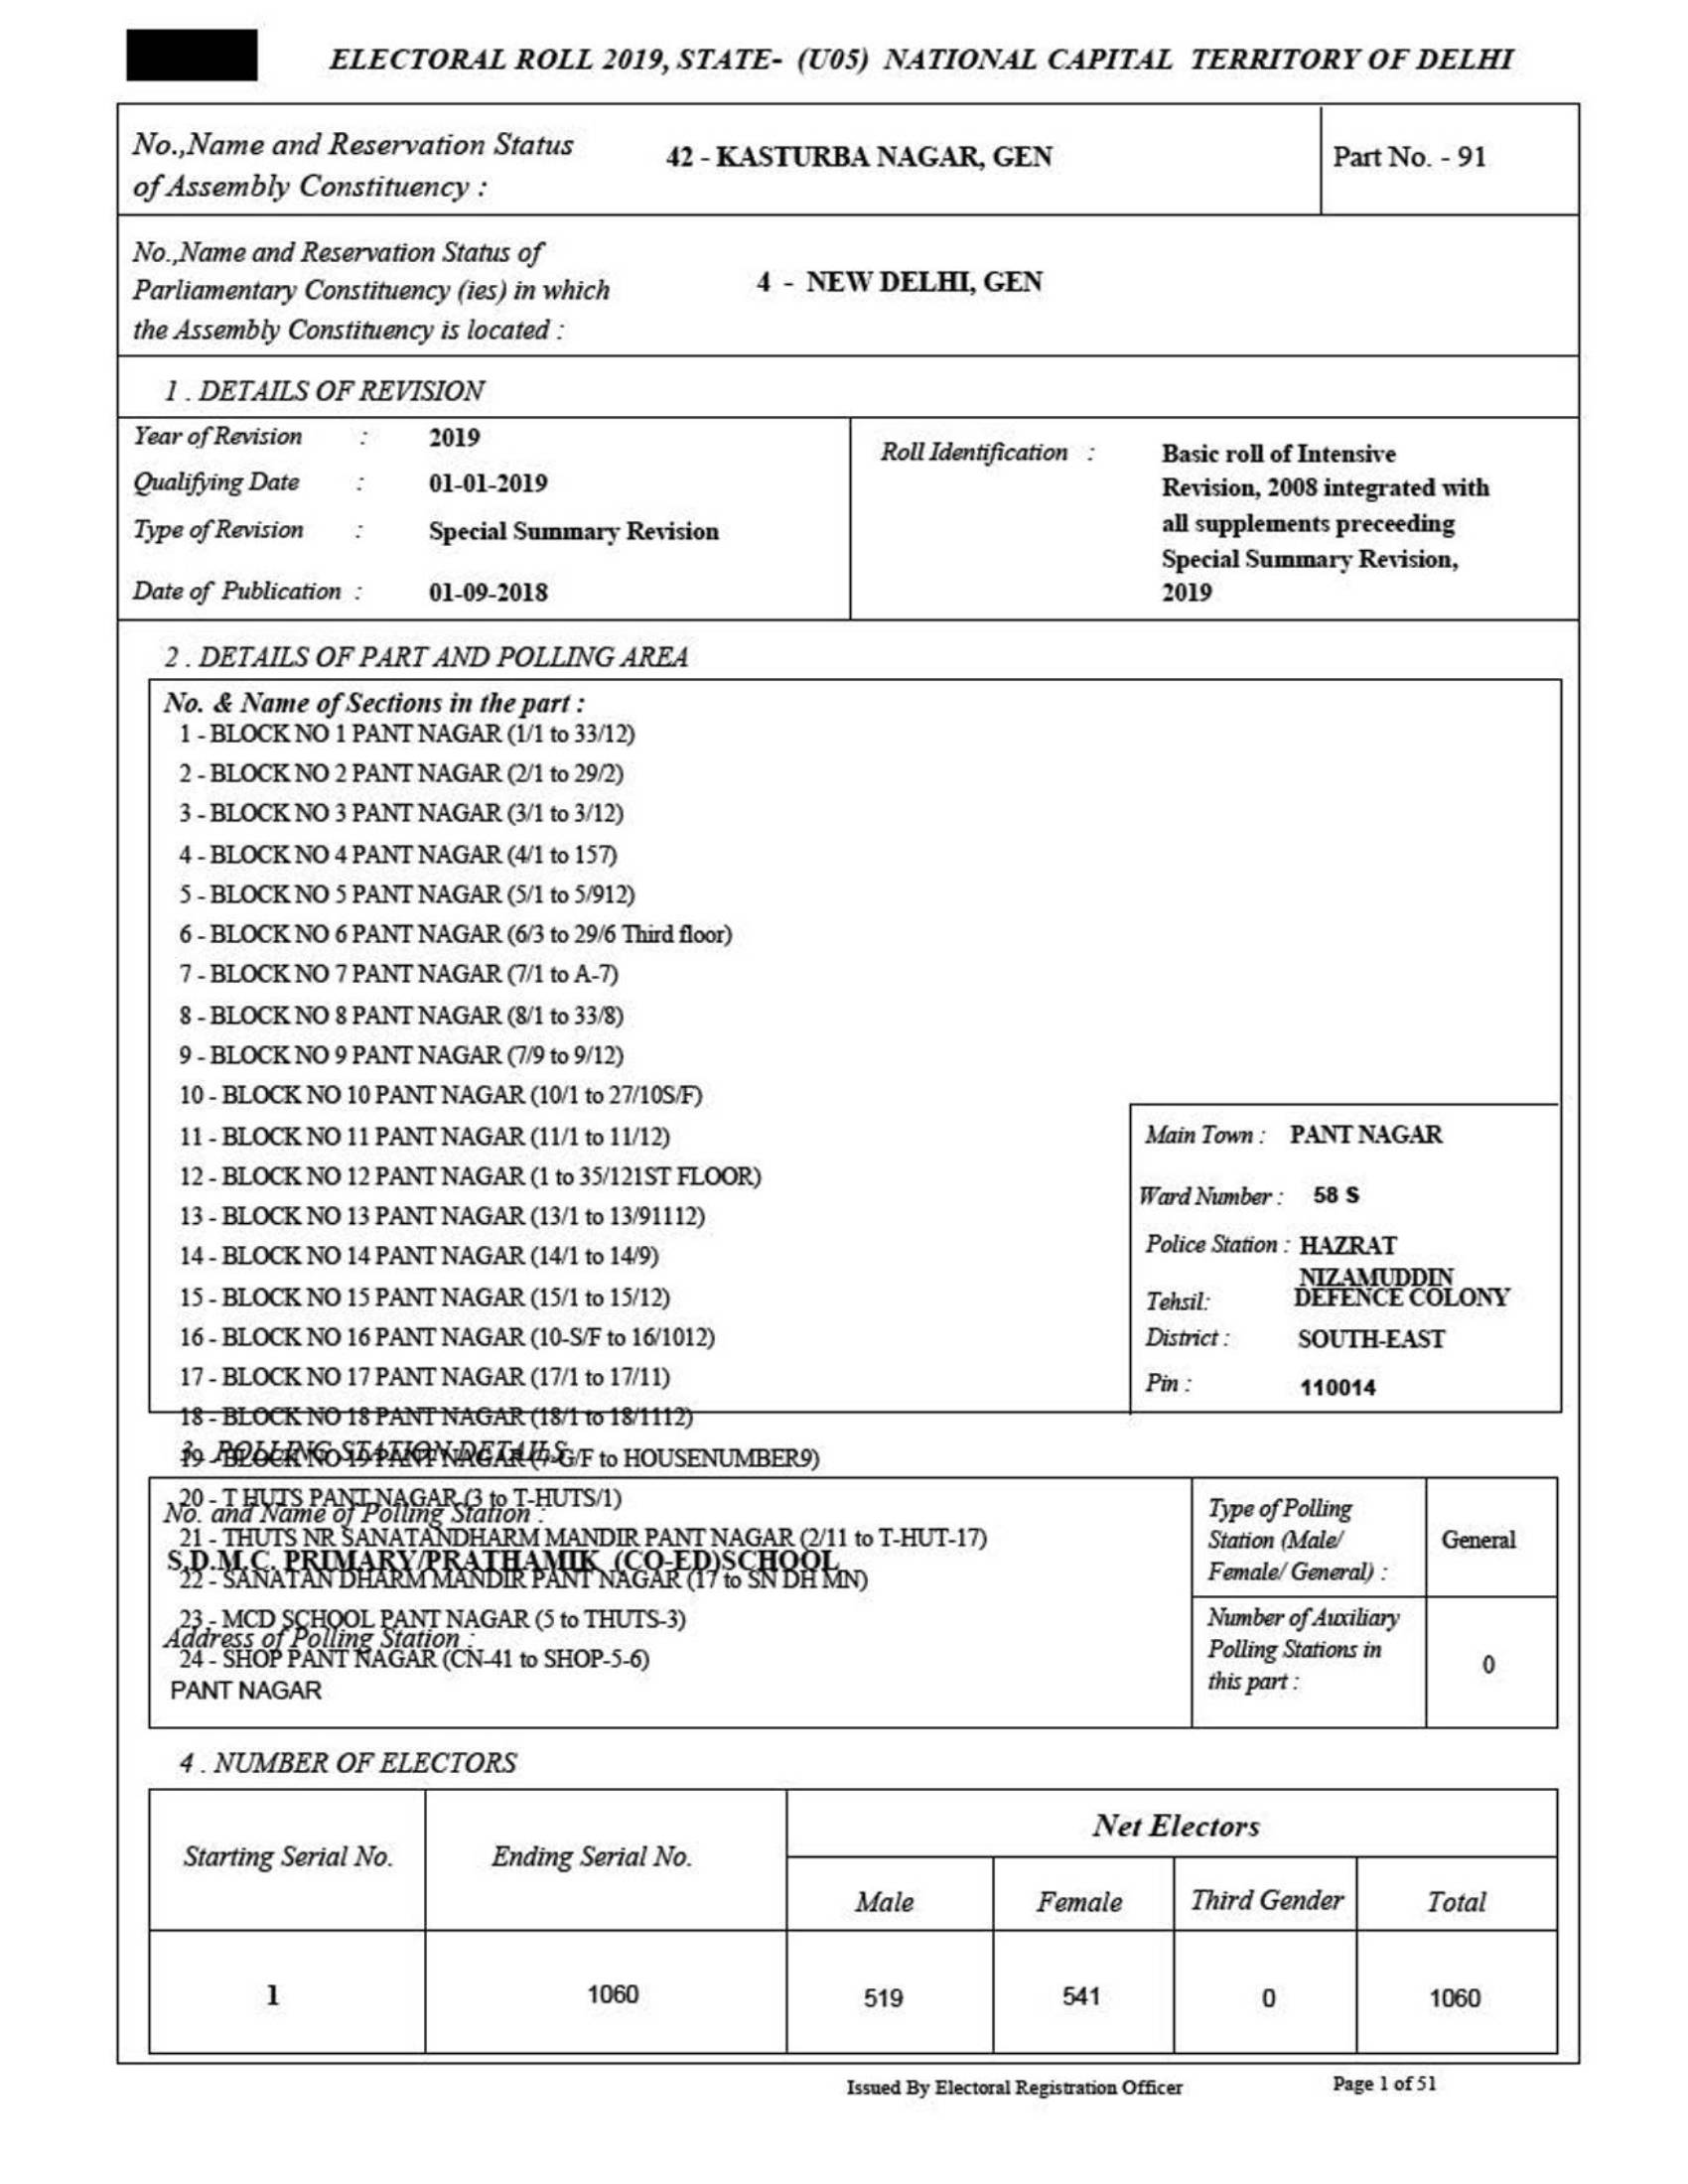 ELECTORAL ROLL 2019, STATE- (U05) NATIONAL CAPITAL TERRITORY OF DELHI
No.,Name and Reservation Status
of Assembly Constituency :
42 - KASTURBA NAGAR, GEN
Part No. - 91
No.,Name and Reservation Status of
Parliamentary Constituency (ies) in which
the Assembly Constituency is located :
4 - NEW DELHI, GEN
1 . DETAILS OF REVISION
Year of Revision : 2019
Qualifying Date : 01-01-2019
Type of Revision : Special Summary Revision
Date of Publication : 01-09-2018
Roll Identification :
Basic roll of Intensive
Revision, 2008 integrated with
all supplements preceeding
Special Summary Revision,
2019
2 . DETAILS OF PART AND POLLING AREA
No. & Name of Sections in the part :
1 - BLOCK NO 1 PANT NAGAR (1/1 to 33/12)
2 - BLOCK NO 2 PANT NAGAR (2/1 to 29/2)
3 - BLOCK NO 3 PANT NAGAR (3/1 to 3/12)
4 - BLOCK NO 4 PANT NAGAR (4/1 to 157)
5 - BLOCK NO 5 PANT NAGAR (5/1 to 5/912)
6 - BLOCK NO 6 PANT NAGAR (6/3 to 29/6 Third floor)
7 - BLOCK NO 7 PANT NAGAR (7/1 to A-7)
8 - BLOCK NO 8 PANT NAGAR (8/1 to 33/8)
9 - BLOCK NO 9 PANT NAGAR (7/9 to 9/12)
10 - BLOCK NO 10 PANT NAGAR (10/1 to 27/10S/F)
11 - BLOCK NO 11 PANT NAGAR (11/1 to 11/12)
12 - BLOCK NO 12 PANT NAGAR (1 to 35/121ST FLOOR)
13 - BLOCK NO 13 PANT NAGAR (13/1 to 13/91112)
14 - BLOCK NO 14 PANT NAGAR (14/1 to 14/9)
15 - BLOCK NO 15 PANT NAGAR (15/1 to 15/12)
16 - BLOCK NO 16 PANT NAGAR (10-S/F to 16/1012)
17 - BLOCK NO 17 PANT NAGAR (17/1 to 17/11)
18 - BLOCK NO 18 PANT NAGAR (18/1 to 18/1112)
19 - BLOCK NO 19 PANT NAGAR (7-G/F to HOUSENUMBER9)
20 - T HUTS PANT NAGAR (3 to T-HUTS/1)
21 - THUTS NR SANATANDHARM MANDIR PANT NAGAR (2/11 to T-HUT-17)
22 - SANATAN DHARM MANDIR PANT NAGAR (17 to SN DH MN)
23 - MCD SCHOOL PANT NAGAR (5 to THUTS-3)
24 - SHOP PANT NAGAR (CN-41 to SHOP-5-6)
Main Town : PANT NAGAR
Ward Number : 58 S
Police Station : HAZRAT
NIZAMUDDIN
Tehsil: DEFENCE COLONY
District : SOUTH-EAST
Pin : 110014
3 . POLLING STATION DETAILS
No. and Name of Polling Station :
S.D.M.C. PRIMARY/PRATHAMIK (CO-ED)SCHOOL
Address of Polling Station :
PANT NAGAR
Type of Polling
Station (Male/
Female/ General) :
General
Number of Auxiliary
Polling Stations in
this part :
0
4 . NUMBER OF ELECTORS
Starting Serial No.
Ending Serial No.
Net Electors
Male
Female
Third Gender
Total
1
1060
519
541
0
1060
Issued By Electoral Registration Officer
Page 1 of 51